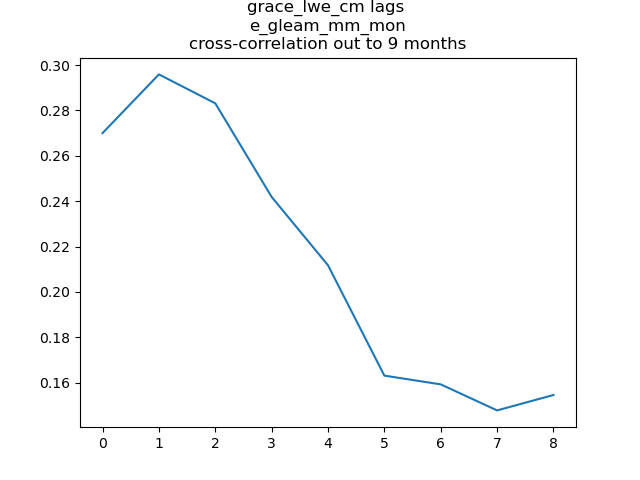 grace_lwe_cm lags
e_gleam_mm_mon
cross-correlation out to 9 months
0.30
0.28
0.26
0.24
0.22
0.20
0.18
0.16
0 1 2 3 4 5 6 7 8